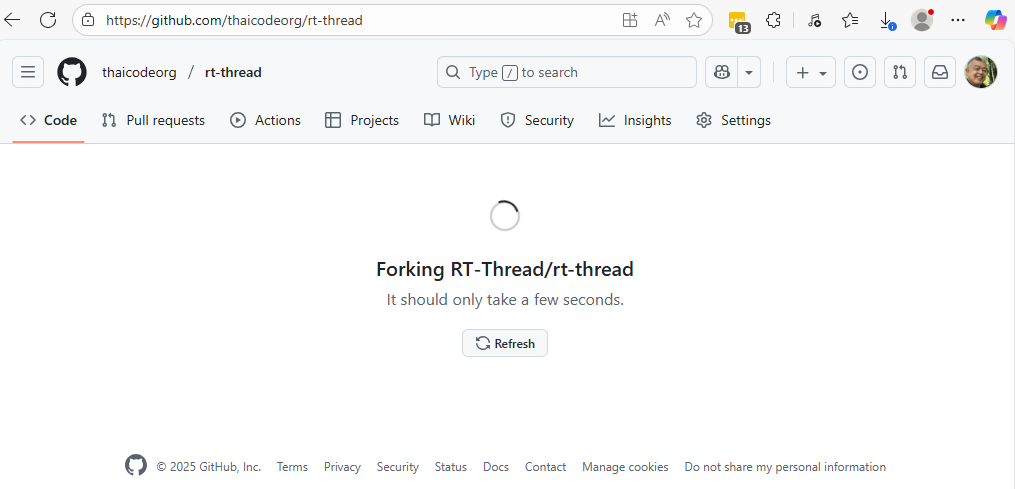 https://github.com/thaicodeorg/rt-thread
13
thaicodeorg / rt-thread
Type / to search
Code Pull requests Actions Projects Wiki Security Insights Settings
Forking RT-Thread/rt-thread
It should only take a few seconds.
Refresh
© 2025 GitHub, Inc. Terms Privacy Security Status Docs Contact Manage cookies Do not share my personal information